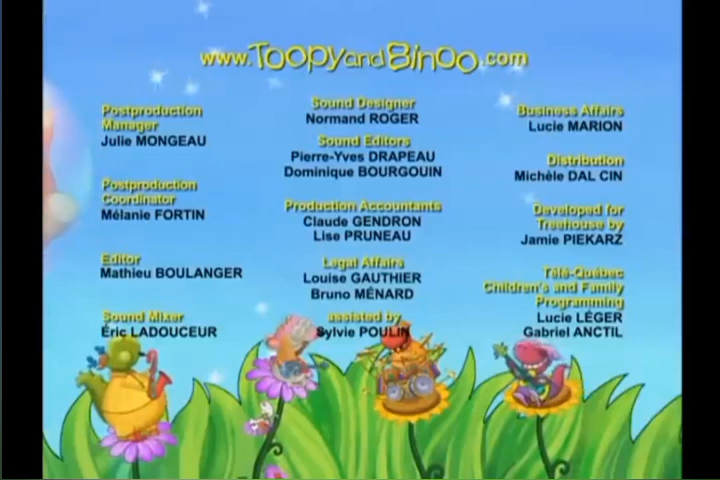 www.ToopyandBinoo.com
Postproduction
Manager
Julie MONGEAU
Postproduction
Coordinator
Mélanie FORTIN
Editor
Mathieu BOULANGER
Sound Mixer
Éric LADOUCEUR
Sound Designer
Normand ROGER
Sound Editors
Pierre-Yves DRAPEAU
Dominique BOURGOUIN
Production Accountants
Claude GENDRON
Lise PRUNEAU
Legal Affairs
Louise GAUTHIER
Bruno MÉNARD
assisted by
Sylvie POULIN
Business Affairs
Lucie MARION
Distribution
Michèle DAL CIN
Developed for
Treehouse by
Jamie PIEKARZ
Télé-Québec
Children's and Family
Programming
Lucie LÉGER
Gabriel ANCTIL